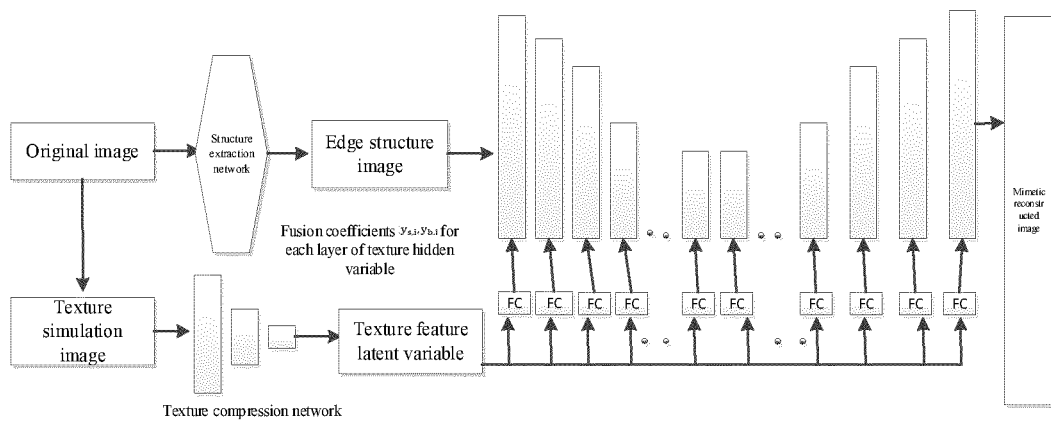 Original image
Structure
extraction
network
Edge structure
image
Mimetic
reconstr
ucted
image
Fusion coefficients y_{s,i}, y_{b,i} for
each layer of texture hidden
variable
FC FC FC FC FC FC FC FC FC FC
Texture
simulation
image
Texture feature
latent variable
Texture compression network